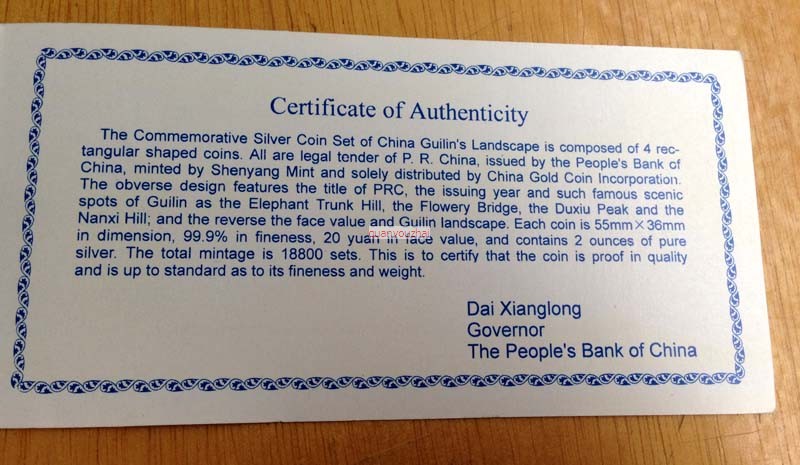 Certificate of Authenticity
The Commemorative Silver Coin Set of China Guilin's Landscape is composed of 4 rec-
tangular shaped coins. All are legal tender of P. R. China, issued by the People's Bank of
China, minted by Shenyang Mint and solely distributed by China Gold Coin Incorporation.
The obverse design features the title of PRC, the issuing year and such famous scenic
spots of Guilin as the Elephant Trunk Hill, the Flowery Bridge, the Duxiu Peak and the
Nanxi Hill; and the reverse the face value and Guilin landscape. Each coin is 55mm×36mm
quanyouzhai
in dimension, 99.9% in fineness, 20 yuan in face value, and contains 2 ounces of pure
silver. The total mintage is 18800 sets. This is to certify that the coin is proof in quality
and is up to standard as to its fineness and weight.
Dai Xianglong
Governor
The People's Bank of China